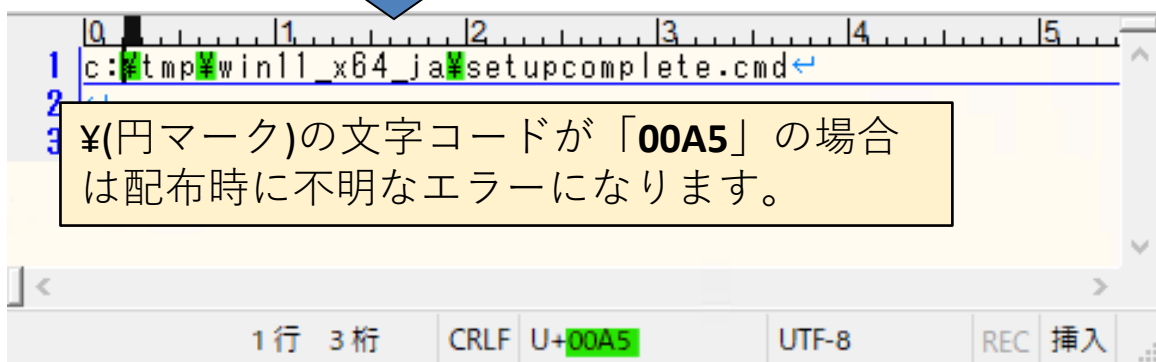 0 1 2 3 4 5
1 c:¥tmp¥win11_x64_ja¥setupcomplete.cmd↵
2
3
¥(円マーク)の文字コードが「00A5」の場合
は配布時に不明なエラーになります。
1行 3桁 CRLF U+00A5 UTF-8 REC 挿入